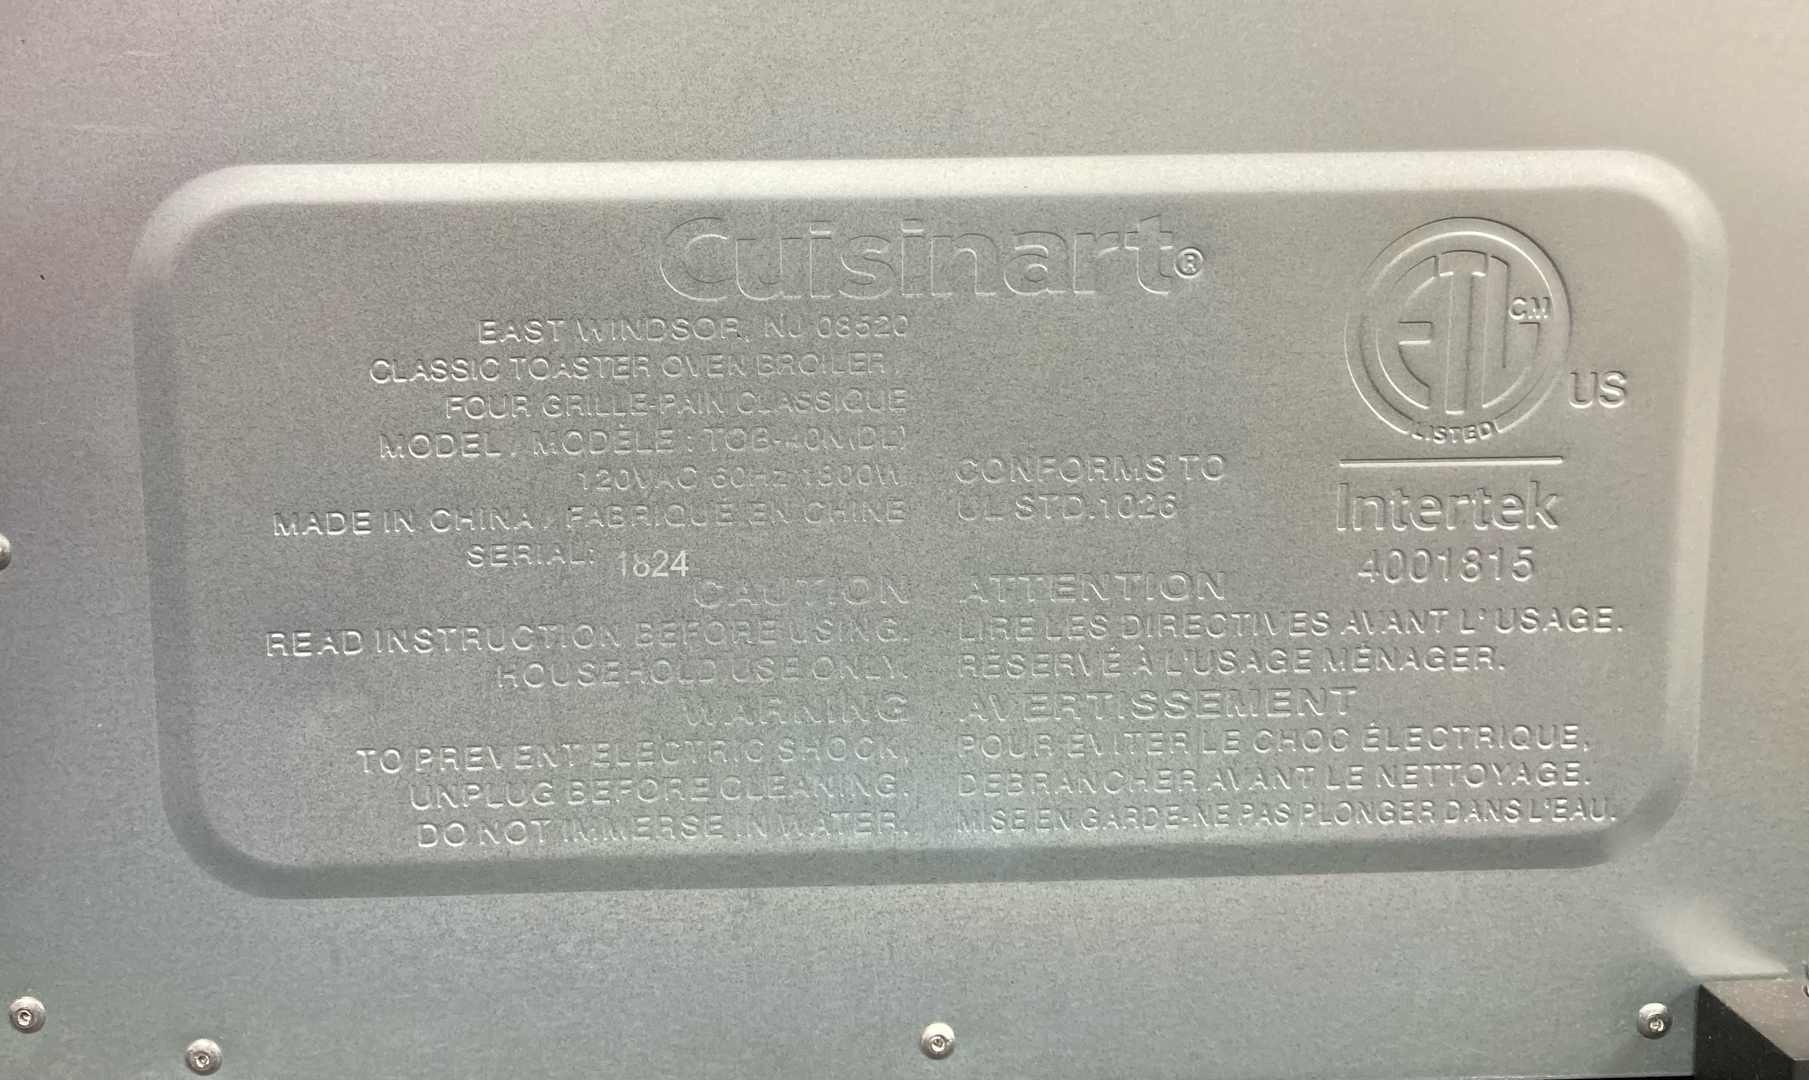 Cuisinart®
EAST WINDSOR, NJ 08520
CLASSIC TOASTER OVEN BROILER
FOUR GRILLE-PAIN CLASSIQUE
MODEL / MODÈLE : TOB-40N(DL)
120VAC 60Hz 1800W
MADE IN CHINA / FABRIQUÉ EN CHINE
SERIAL: 1824
CONFORMS TO
UL STD.1026
ETL CM
LISTED
US
Intertek
4001815
CAUTION
READ INSTRUCTION BEFORE USING.
HOUSEHOLD USE ONLY.
WARNING
TO PREVENT ELECTRIC SHOCK,
UNPLUG BEFORE CLEANING.
DO NOT IMMERSE IN WATER.
ATTENTION
LIRE LES DIRECTIVES AVANT L'USAGE.
RÉSERVÉ À L'USAGE MÉNAGER.
AVERTISSEMENT
POUR ÉVITER LE CHOC ÉLECTRIQUE,
DEBRANCHER AVANT LE NETTOYAGE.
MISE EN GARDE-NE PAS PLONGER DANS L'EAU.